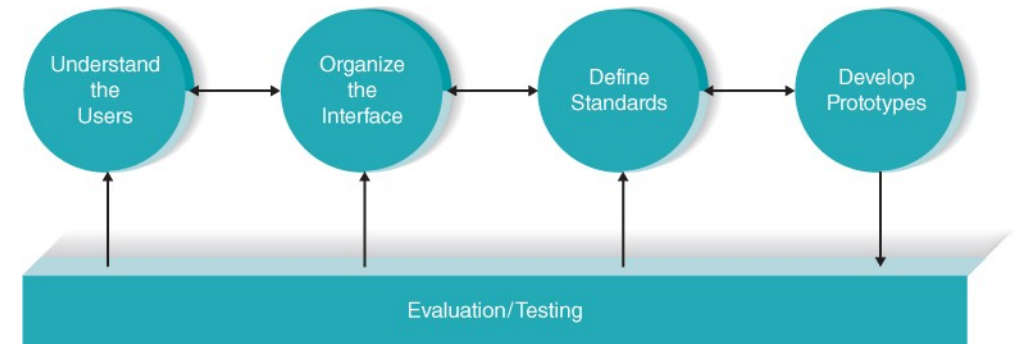 Understand
the
Users
Organize
the
Interface
Define
Standards
Develop
Prototypes
Evaluation/Testing